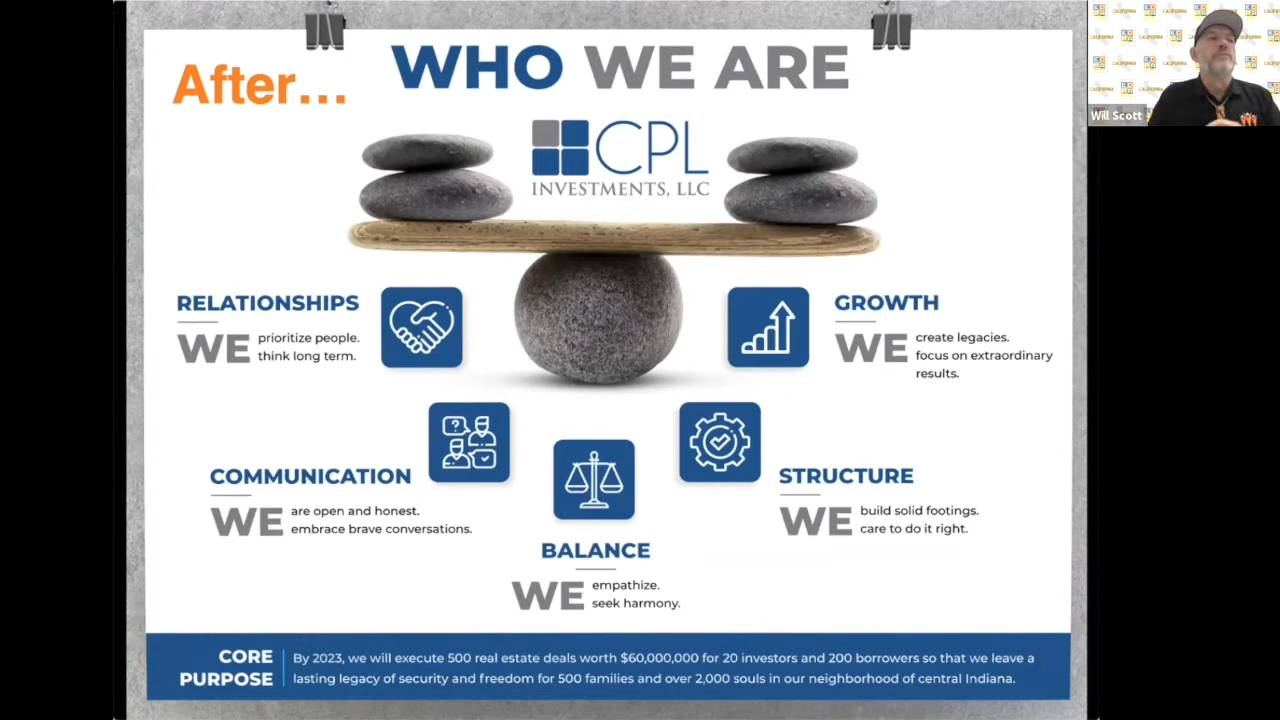 After...
WHO WE ARE
CPL
INVESTMENTS, LLC
RELATIONSHIPS
WE prioritize people.
think long term.
GROWTH
WE create legacies.
focus on extraordinary
results.
COMMUNICATION
WE are open and honest.
embrace brave conversations.
STRUCTURE
WE build solid footings.
care to do it right.
BALANCE
WE empathize.
seek harmony.
CORE
PURPOSE
By 2023, we will execute 500 real estate deals worth $60,000,000 for 20 investors and 200 borrowers so that we leave a
lasting legacy of security and freedom for 500 families and over 2,000 souls in our neighborhood of central Indiana.
Will Scott
CALIFORNIA